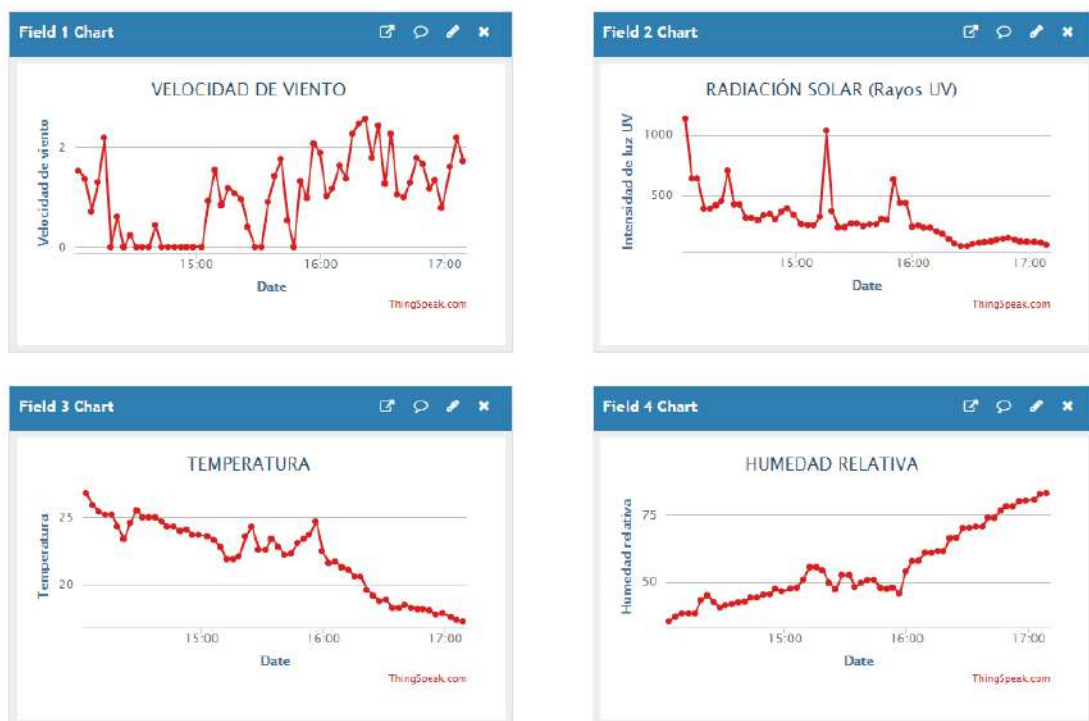 Field 1 Chart
VELOCIDAD DE VIENTO
Velocidad de viento
2
0
15:00
16:00
17:00
Date
ThingSpeak.com
Field 2 Chart
RADIACIÓN SOLAR (Rayos UV)
Intensidad de luz UV
1000
500
15:00
16:00
17:00
Date
ThingSpeak.com
Field 3 Chart
TEMPERATURA
Temperatura
25
20
15:00
16:00
17:00
Date
ThingSpeak.com
Field 4 Chart
HUMEDAD RELATIVA
Humedad relativa
75
50
15:00
16:00
17:00
Date
ThingSpeak.com